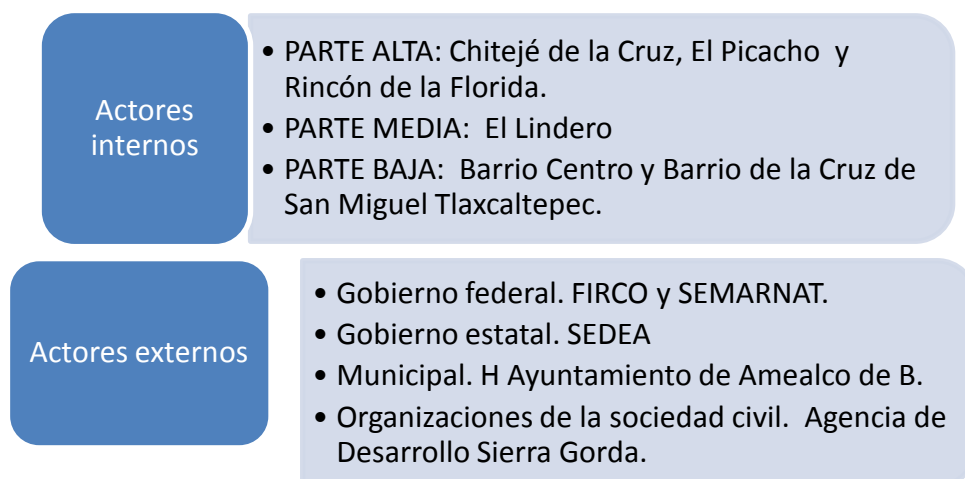 Actores
internos
• PARTE ALTA: Chitejé de la Cruz, El Picacho y
Rincón de la Florida.
• PARTE MEDIA: El Lindero
• PARTE BAJA: Barrio Centro y Barrio de la Cruz de
San Miguel Tlaxcaltepec.
Actores externos
• Gobierno federal. FIRCO y SEMARNAT.
• Gobierno estatal. SEDEA
• Municipal. H Ayuntamiento de Amealco de B.
• Organizaciones de la sociedad civil. Agencia de
Desarrollo Sierra Gorda.